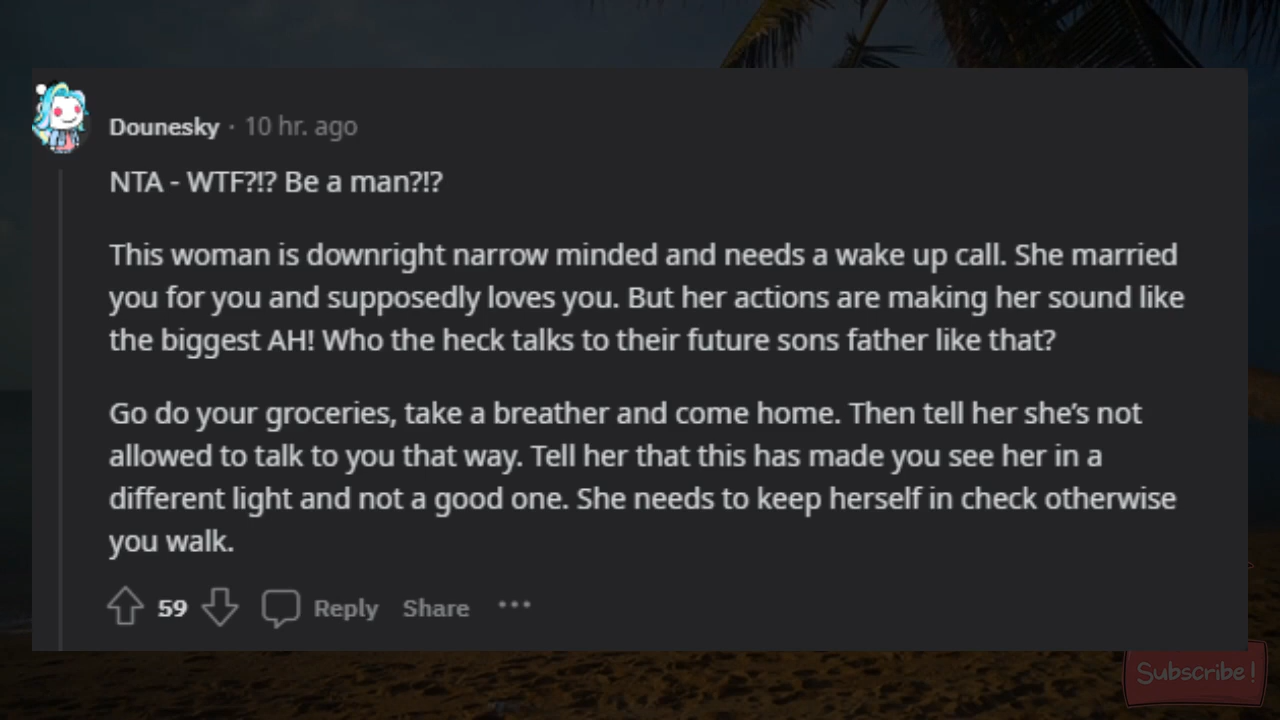 Dounesky · 10 hr. ago
NTA - WTF?!? Be a man?!?
This woman is downright narrow minded and needs a wake up call. She married
you for you and supposedly loves you. But her actions are making her sound like
the biggest AH! Who the heck talks to their future sons father like that?
Go do your groceries, take a breather and come home. Then tell her she’s not
allowed to talk to you that way. Tell her that this has made you see her in a
different light and not a good one. She needs to keep herself in check otherwise
you walk.
59 Reply Share ···
Subscribe!